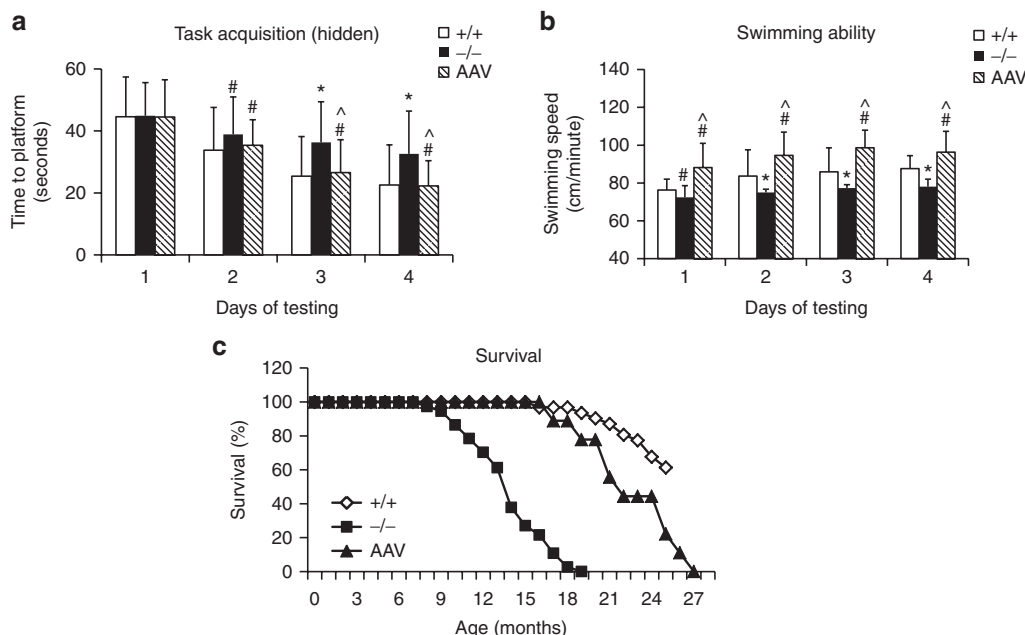 a
Task acquisition (hidden)
+/+
−/−
AAV
Time to platform
(seconds)
60
40
20
0
# # * ^ # * ^ #
1 2 3 4
Days of testing
b
Swimming ability
+/+
−/−
AAV
Swimming speed
(cm/minute)
140
120
100
80
60
40
# ^ # * ^ # * ^ # * ^ #
1 2 3 4
Days of testing
c
Survival
Survival (%)
120
100
80
60
40
20
0
+/+
−/−
AAV
0 3 6 9 12 15 18 21 24 27
Age (months)